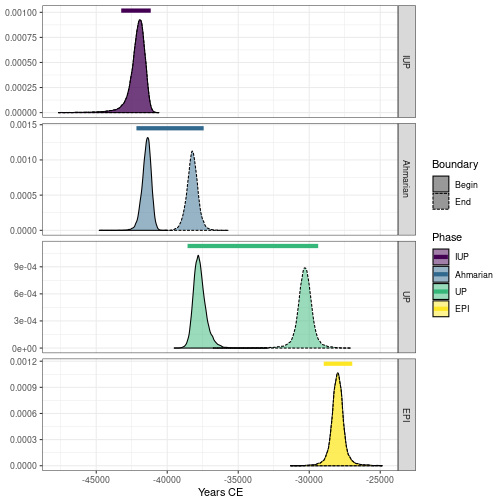 0.00100
0.00075
0.00050
0.00025
0.00000
IUP
0.0015
0.0010
0.0005
0.0000
Ahmarian
9e-04
6e-04
3e-04
0e+00
UP
0.0012
0.0009
0.0006
0.0003
0.0000
EPI
-45000 -40000 -35000 -30000 -25000
Years CE
Boundary
Begin
End
Phase
IUP
Ahmarian
UP
EPI